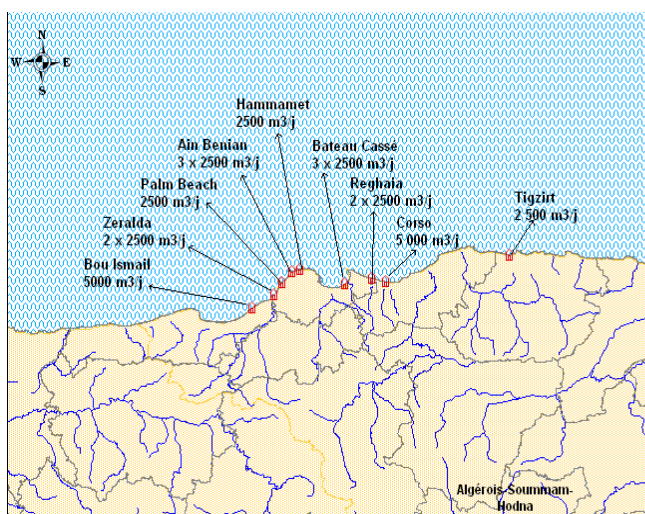 N
W E
S
Hammamet
2500 m3/j
Ain Benian
3 x 2500 m3/j
Bateau Cassé
3 x 2500 m3/j
Palm Beach
2500 m3/j
Reghaia
2 x 2500 m3/j
Tigzirt
2 500 m3/j
Zeralda
2 x 2500 m3/j
Corso
5 000 m3/j
Bou Ismail
5000 m3/j
Algérois-Soummam-
Hodna